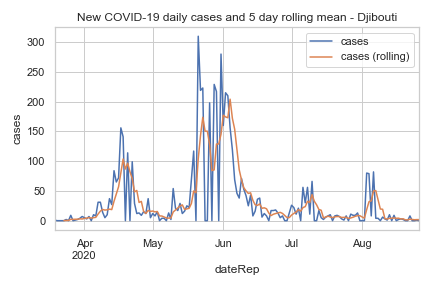 New COVID-19 daily cases and 5 day rolling mean - Djibouti
cases
cases (rolling)
300
250
200
150
100
50
0
cases
Apr
2020
May
Jun
Jul
Aug
dateRep